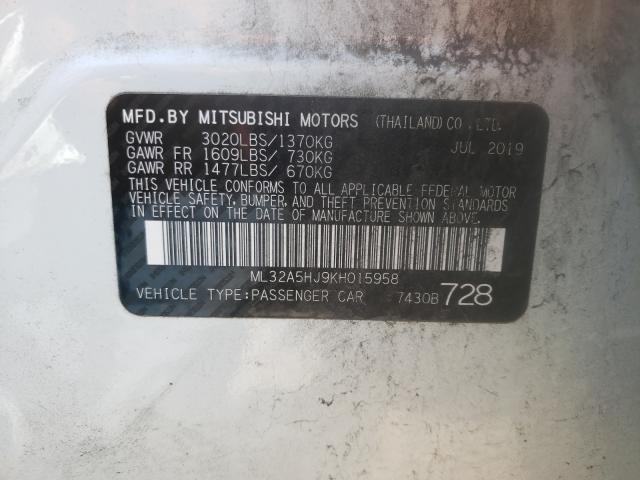 MFD. BY MITSUBISHI MOTORS (THAILAND) CO., LTD.
GVWR 3020LBS/1370KG JUL 2019
GAWR FR 1609LBS/ 730KG
GAWR RR 1477LBS/ 670KG
THIS VEHICLE CONFORMS TO ALL APPLICABLE FEDERAL MOTOR
VEHICLE SAFETY, BUMPER, AND THEFT PREVENTION STANDARDS
IN EFFECT ON THE DATE OF MANUFACTURE SHOWN ABOVE.
ML32A5HJ9KH015958
VEHICLE TYPE:PASSENGER CAR 7430B 728